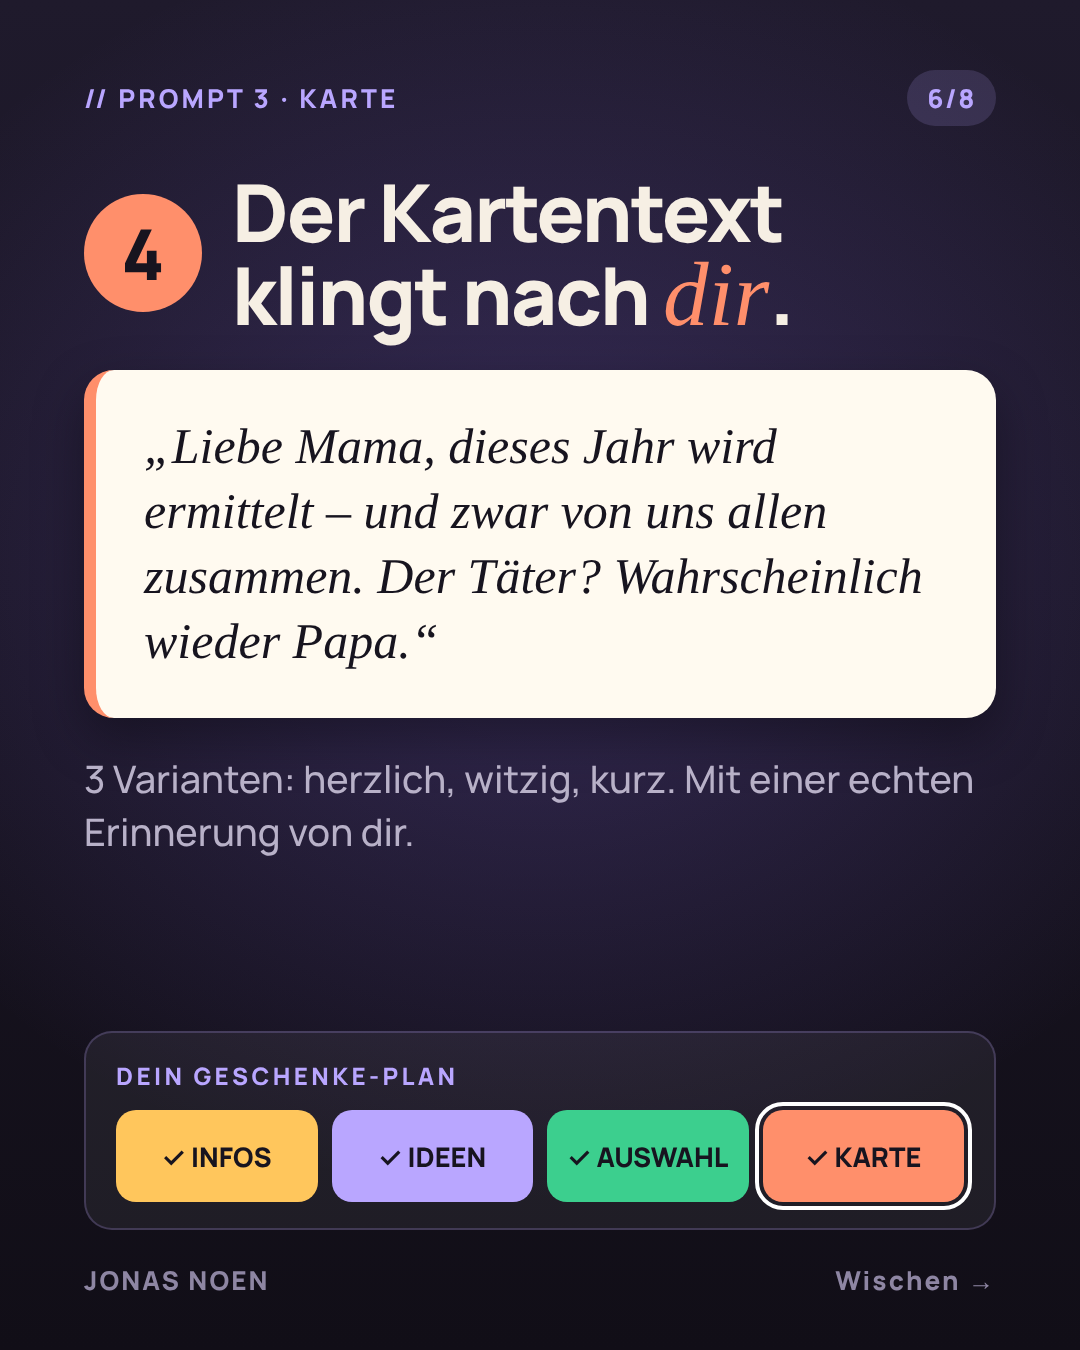 // PROMPT 3 · KARTE
6/8
4
Der Kartentext
klingt nach dir.
„Liebe Mama, dieses Jahr wird
ermittelt – und zwar von uns allen
zusammen. Der Täter? Wahrscheinlich
wieder Papa.“
3 Varianten: herzlich, witzig, kurz. Mit einer echten
Erinnerung von dir.
DEIN GESCHENKE-PLAN
✓ INFOS
✓ IDEEN
✓ AUSWAHL
✓ KARTE
JONAS NOEN
Wischen →